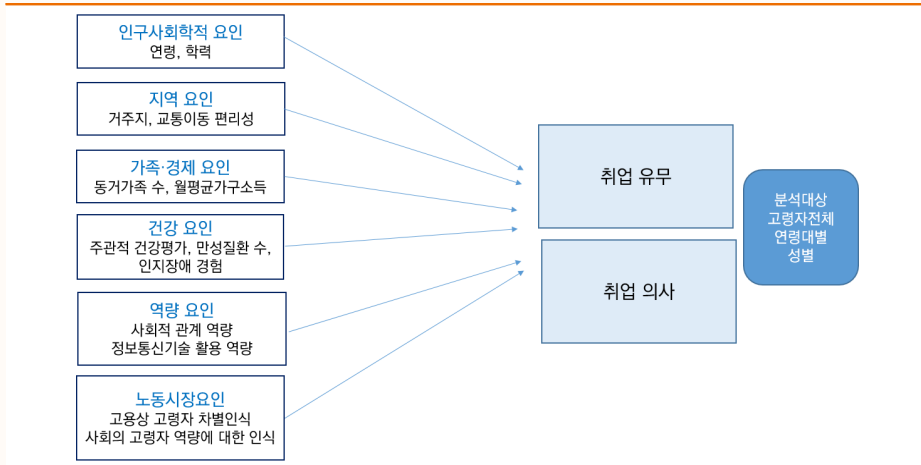 인구사회학적 요인
연령, 학력
지역 요인
거주지, 교통이동 편리성
가족·경제 요인
동거가족 수, 월평균가구소득
건강 요인
주관적 건강평가, 만성질환 수,
인지장애 경험
역량 요인
사회적 관계 역량
정보통신기술 활용 역량
노동시장요인
고용상 고령자 차별인식
사회의 고령자 역량에 대한 인식
취업 유무
취업 의사
분석대상
고령자전체
연령대별
성별